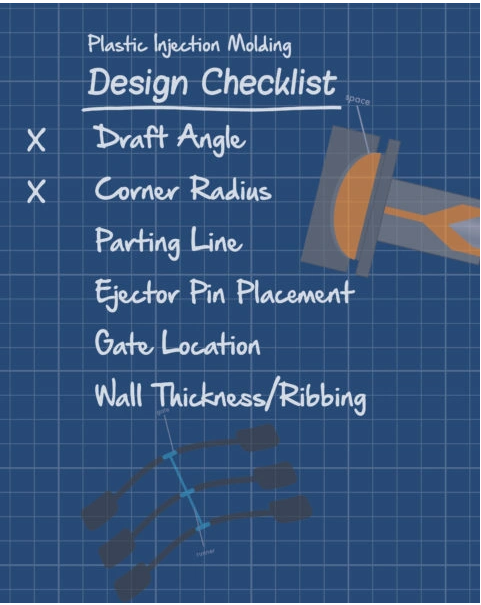 Plastic Injection Molding
Design Checklist
space
X Draft Angle
X Corner Radius
Parting Line
Ejector Pin Placement
Gate Location
Wall Thickness/Ribbing
runner